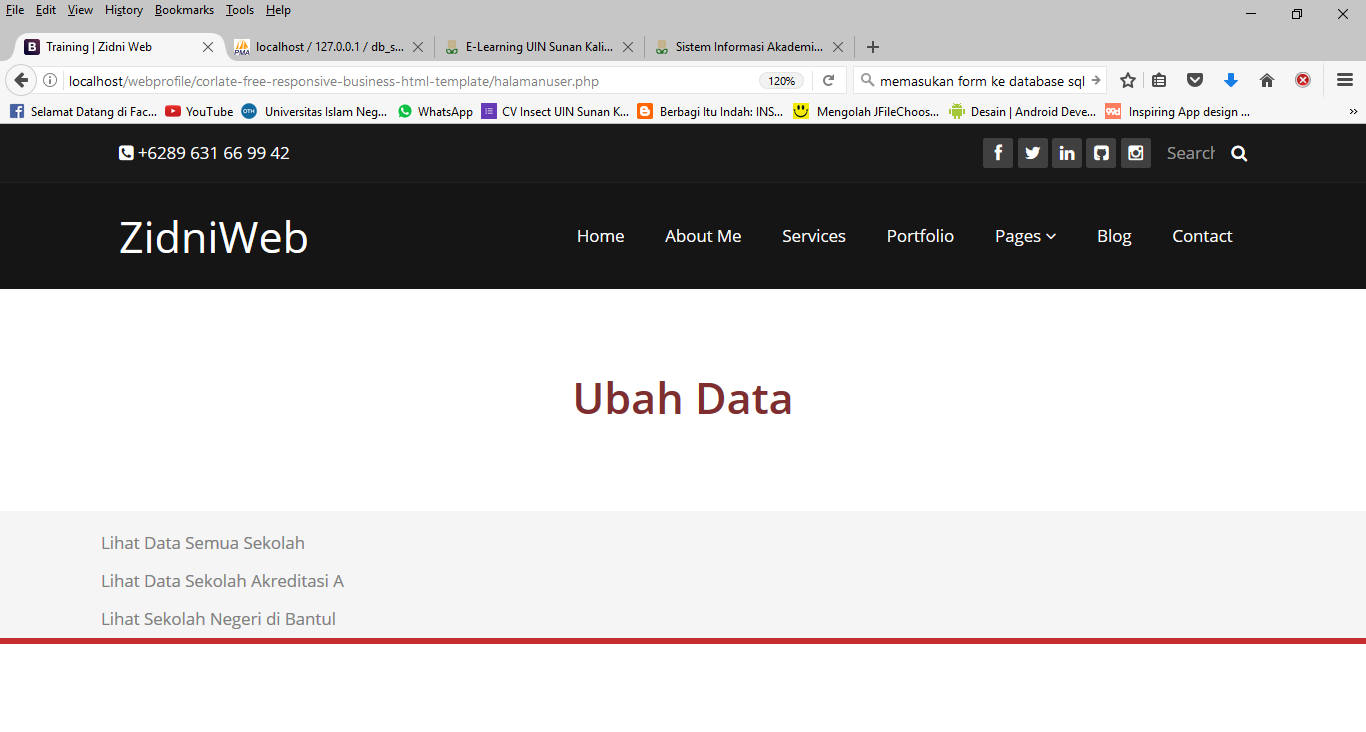 File Edit View History Bookmarks Tools Help
Training | Zidni Web
localhost / 127.0.0.1 / db_s...
E-Learning UIN Sunan Kali...
Sistem Informasi Akademi...
localhost/webprofile/corlate-free-responsive-business-html-template/halamanuser.php
120%
memasukan form ke database sql
Selamat Datang di Fac... YouTube Universitas Islam Neg... WhatsApp CV Insect UIN Sunan K... Berbagi Itu Indah: INS... Mengolah JFileChoos... Desain | Android Deve... Inspiring App design ...
+6289 631 66 99 42
Search
ZidniWeb
Home About Me Services Portfolio Pages Blog Contact
Ubah Data
Lihat Data Semua Sekolah
Lihat Data Sekolah Akreditasi A
Lihat Sekolah Negeri di Bantul